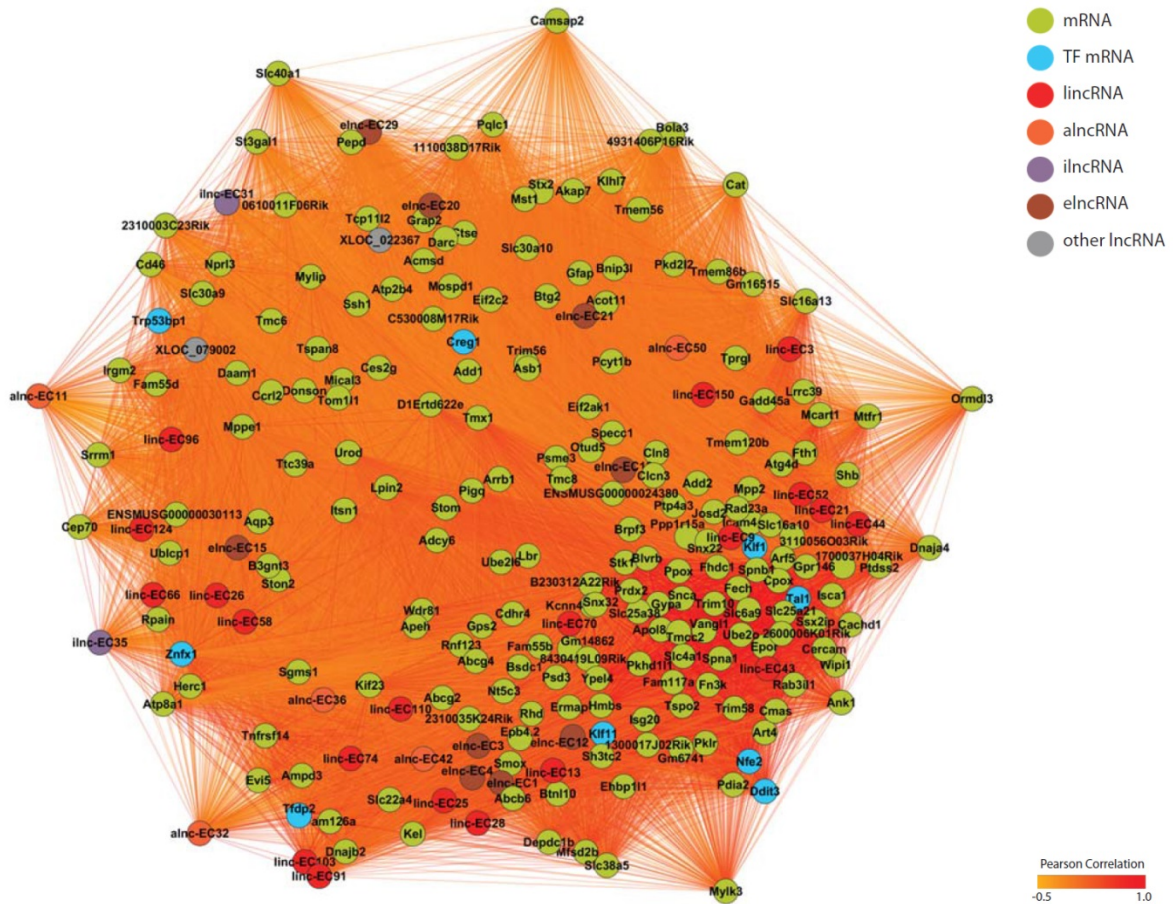 Camsap2
mRNA
TF mRNA
lincRNA
alncRNA
ilncRNA
elncRNA
other lncRNA
Slc40a1
elnc-EC29
Pqlc1
Bola3
St3gal1
Pepd
1110038D17Rik
4931406P16Rik
ilnc-EC31
0610011F06Rik
elncRNA-EC20
Stx2
Akap7
Klhl7
Cat
Mst1
2310003C23Rik
Tcp11l2
Grap2
Tmem56
XLOC_022367
Darc
Ctse
Slc30a10
Cd46
Nprl3
Mylip
Acmsd
Gfap
Bnip3l
Pkd2l2
Tmem86b
Gm16515
Slc30a9
Ssh1
Atp2b4
Mospd1
Eif2c2
Btg2
Acot11
Slc16a13
Trp53bp1
Tmc6
C530008M17Rik
elnc-EC21
XLOC_079002
Tspan8
Creg1
Trim56
alnc-EC50
linc-EC3
Irgm2
Fam55d
Daam1
Ces2g
Add1
Asb1
Pcyt1b
Tprgl
alnc-EC11
Ccrl2
Donson
Mical3
Tom1l1
D1Ertd622e
linc-EC150
Gadd45a
Lrrc39
Ormdl3
Mppe1
Tmx1
Eif2ak1
Mcart1
Mtfr1
linc-EC96
Specc1
Srrm1
Urod
Otud5
Cln8
Tmem120b
Fth1
Ttc39a
Psme3
Atg4d
Shb
Lpin2
Pigq
Arrb1
Tmc8
Clcn3
Add2
Mpp2
linc-EC52
ENSMUSG00000024380
ENSMUSG00000030113
Itsn1
Stom
Ptp4a3
Josd2
Rad23a
linc-EC21
Cep70
linc-EC124
Aqp3
Brpf3
Ppp1r15a
Icam4
Slc16a10
linc-EC44
linc-EC9
Ublcp1
elnc-EC15
Adcy6
Snx22
Klf1
3110056O03Rik
Dnaja4
B3gnt3
Ube2l6
Lbr
Stk1
Blvrb
Fhdc1
Spnb1
Arf5
Gpr146
1700037H04Rik
Ptdss2
Ston2
B230312A22Rik
Ppox
Fech
Cpox
linc-EC66
linc-EC26
Prdx2
Snca
Tal1
Isca1
Rpain
linc-EC58
Wdr81
Cdhr4
Kcnn4
Snx32
Gypa
Trim10
Slc6a9
Slc25a21
Apeh
Gps2
linc-EC70
Slc25a38
Vangl1
Ssx2ip
Cachd1
ilnc-EC35
Apol8
Tmcc2
Ube2o
2600006K01Rik
Znfx1
Rnf123
Fam55b
Gm14862
Epor
Cercam
Abcg4
8430419L09Rik
Slc4a1
Spna1
Sgms1
Bsdc1
Pkhd1l1
linc-EC43
Wipi1
Herc1
Kif23
Psd3
Ypel4
Fam117a
Fn3k
Rab3il1
Atp8a1
alnc-EC36
Abcg2
Nt5c3
Ank1
linc-EC110
2310035K24Rik
Rhd
Ermap
Hmbs
Tspo2
Trim58
Cmas
Tnfrsf14
Isg20
Art4
Epb4.2
elnc-EC3
elnc-EC12
Klf11
1300017J02Rik
Pklr
linc-EC74
alnc-EC42
Smox
Sh3tc2
Gm6741
Nfe2
Evi5
Ampd3
elnc-EC4
elnc-EC1
linc-EC13
Ehbp1l1
Pdia2
Ddit3
Slc22a4
linc-EC25
Abcb6
Btnl10
Tfdp2
am126a
linc-EC28
alnc-EC32
Kel
Depdc1b
Dnajb2
Mfsd2b
linc-EC103
Slc38a5
linc-EC91
Mylk3
Pearson Correlation
-0.5
1.0